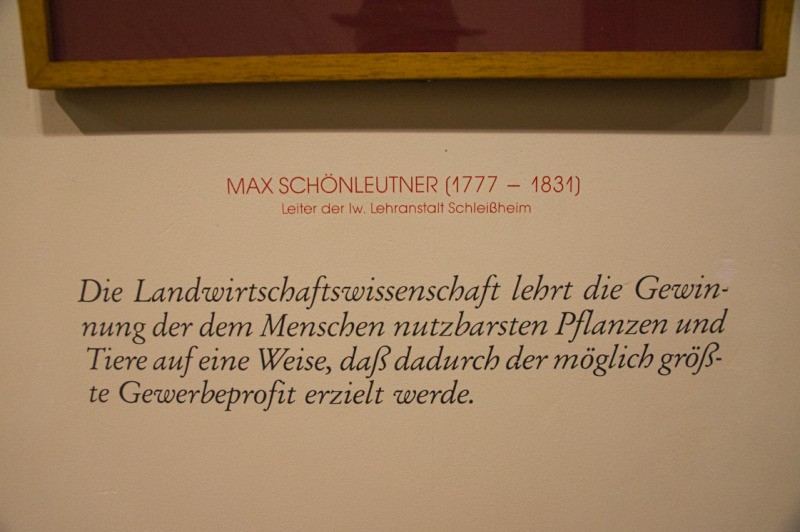 MAX SCHÖNLEUTNER (1777 – 1831)
Leiter der lw. Lehranstalt Schleißheim
Die Landwirtschaftswissenschaft lehrt die Gewin-
nung der dem Menschen nutzbarsten Pflanzen und
Tiere auf eine Weise, daß dadurch der möglich größ-
te Gewerbeprofit erzielt werde.